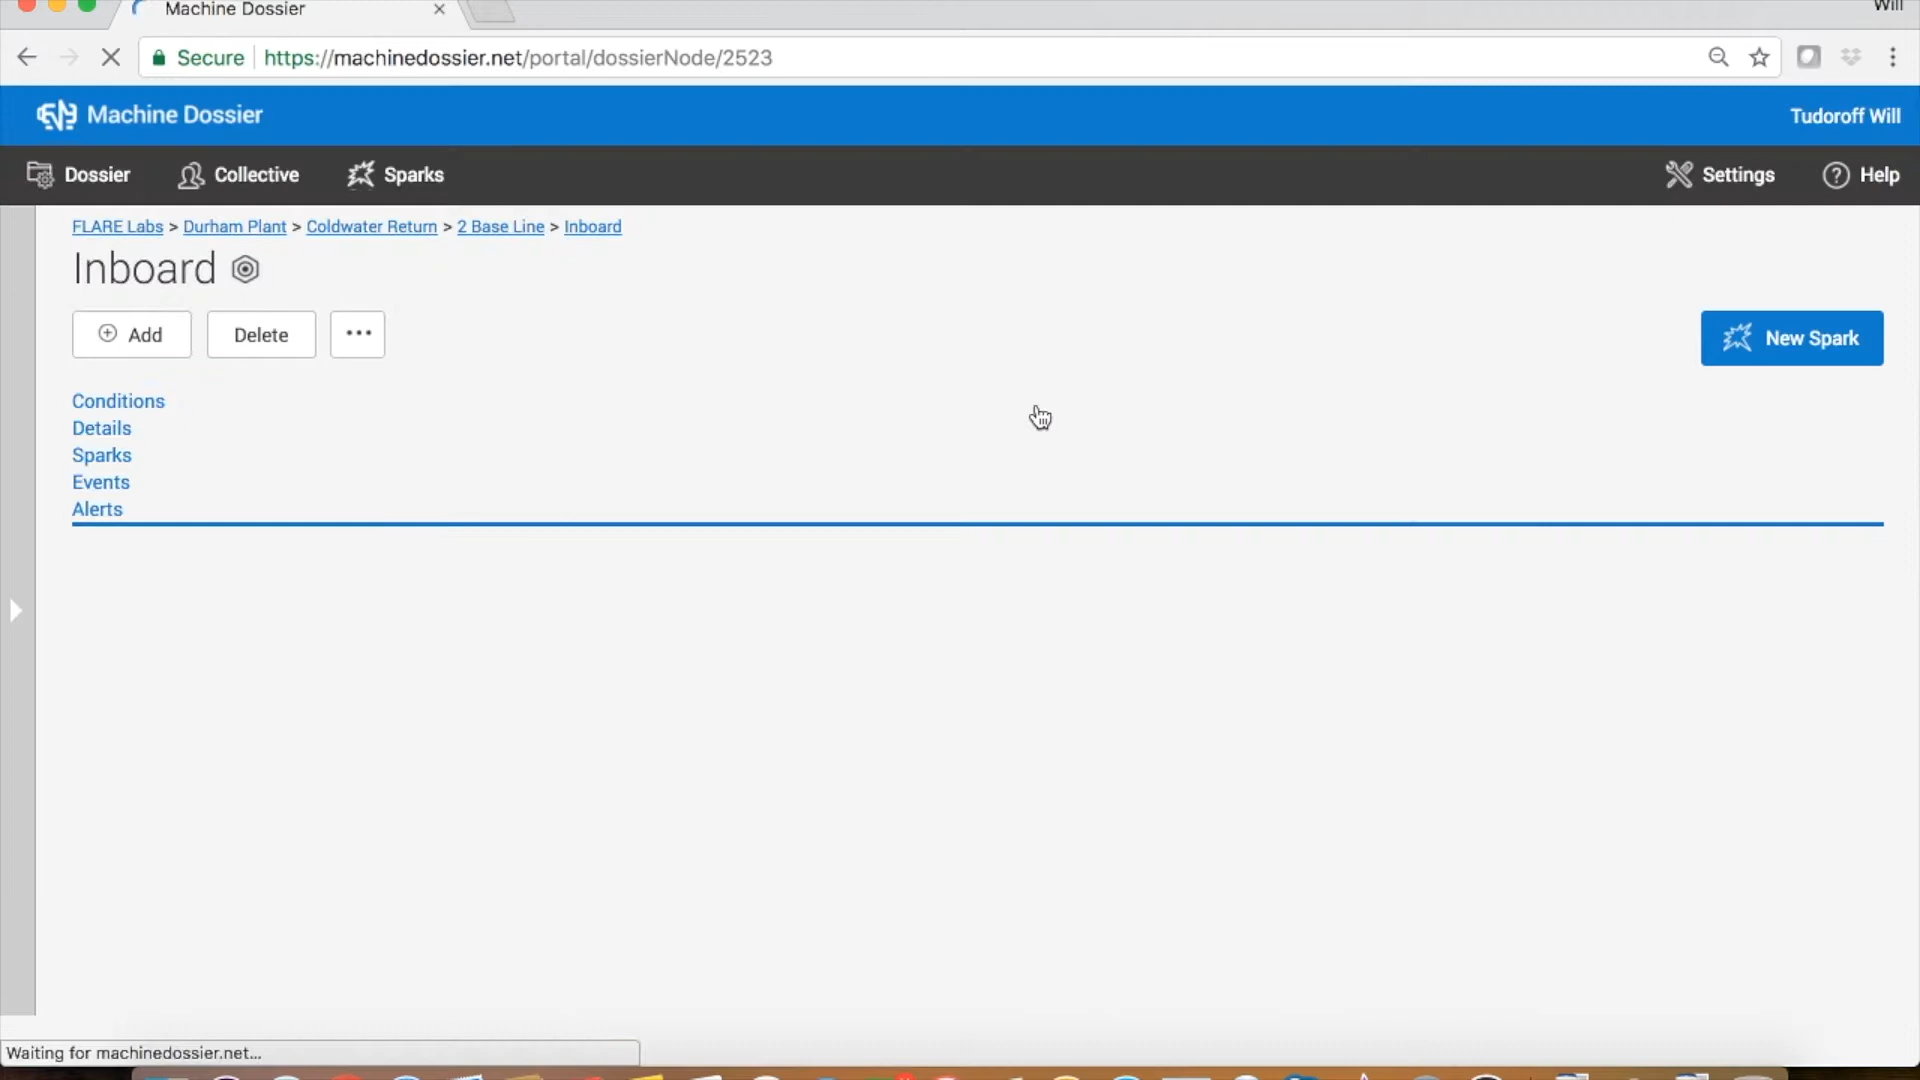 Machine Dossier
Will
Secure https://machinedossier.net/portal/dossierNode/2523
Machine Dossier
Tudoroff Will
Dossier Collective Sparks Settings Help
FLARE Labs > Durham Plant > Coldwater Return > 2 Base Line > Inboard
Inboard
Add Delete
New Spark
Conditions
Details
Sparks
Events
Alerts
Waiting for machinedossier.net...